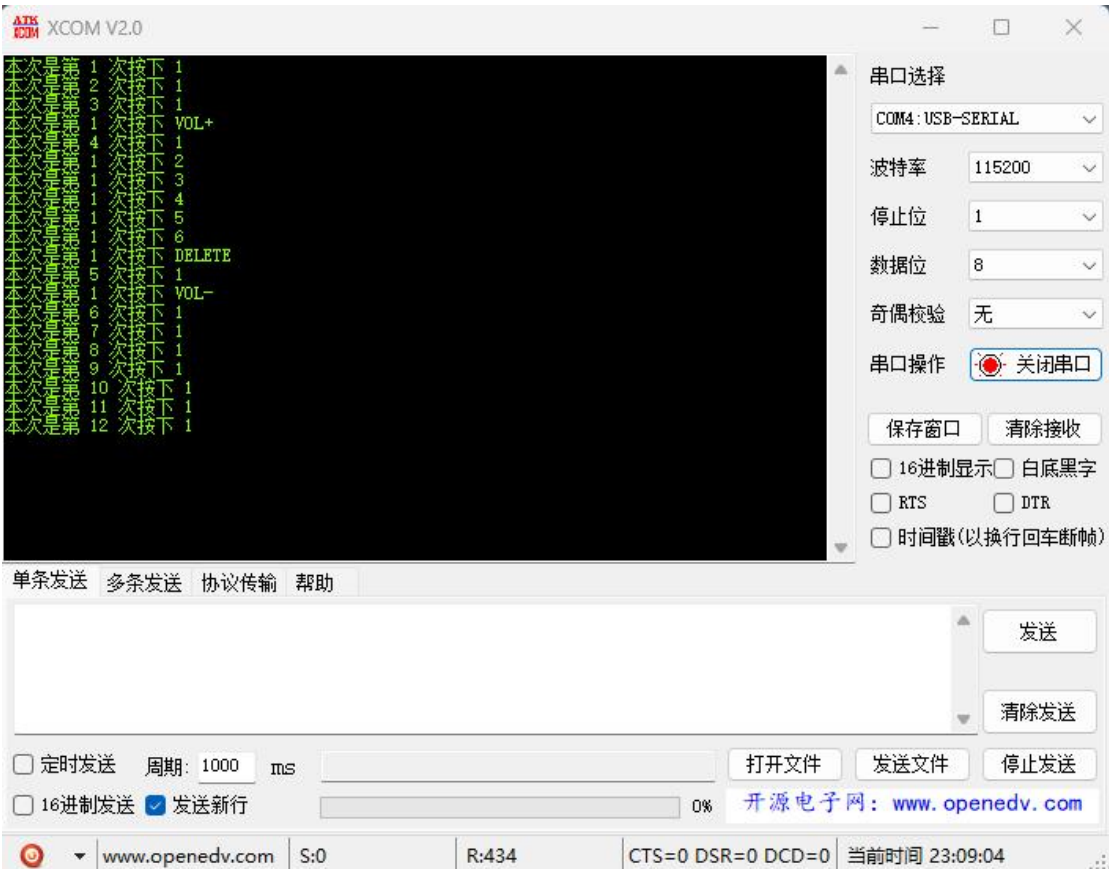 ATK XCOM XCOM V2.0
本次是第 1 次按下 1
本次是第 2 次按下 1
本次是第 3 次按下 1
本次是第 1 次按下 VOL+
本次是第 4 次按下 1
本次是第 1 次按下 2
本次是第 1 次按下 3
本次是第 1 次按下 4
本次是第 1 次按下 5
本次是第 1 次按下 6
本次是第 1 次按下 DELETE
本次是第 5 次按下 1
本次是第 1 次按下 VOL-
本次是第 6 次按下 1
本次是第 7 次按下 1
本次是第 8 次按下 1
本次是第 9 次按下 1
本次是第 10 次按下 1
本次是第 11 次按下 1
本次是第 12 次按下 1
串口选择
COM4:USB-SERIAL
波特率 115200
停止位 1
数据位 8
奇偶校验 无
串口操作 关闭串口
保存窗口 清除接收
16进制显示 白底黑字
RTS DTR
时间戳(以换行回车断帧)
单条发送 多条发送 协议传输 帮助
发送
清除发送
定时发送 周期: 1000 ms 打开文件 发送文件 停止发送
16进制发送 发送新行 0% 开源电子网: www.openedv.com
www.openedv.com S:0 R:434 CTS=0 DSR=0 DCD=0 当前时间 23:09:04